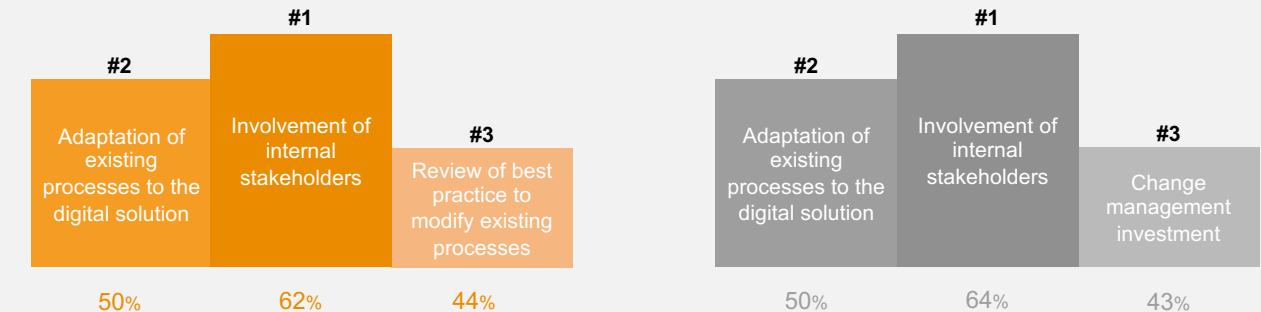 #1
#2
#3
Adaptation of
existing
processes to the
digital solution
Involvement of
internal
stakeholders
Review of best
practice to
modify existing
processes
50%
62%
44%
#1
#2
#3
Adaptation of
existing
processes to the
digital solution
Involvement of
internal
stakeholders
Change
management
investment
50%
64%
43%